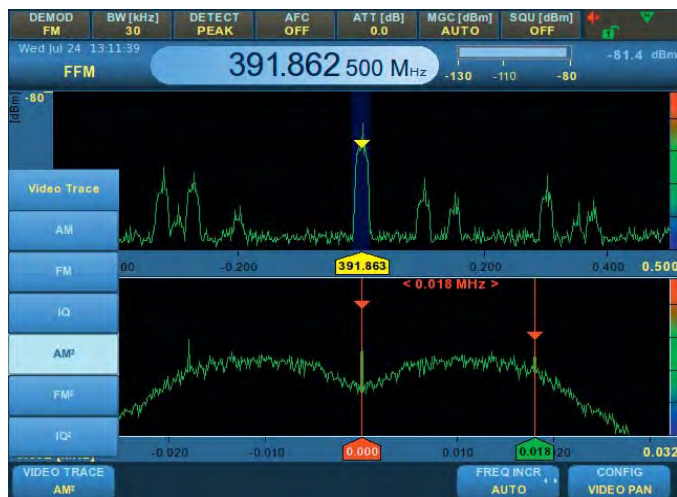 DEMOD BW [kHz] DETECT AFC ATT [dB] MGC [dBm] SQU [dBm]
FM 30 PEAK OFF 0.0 AUTO OFF
Wed Jul 24 13:11:39
FFM 391.862 500 MHz -81.4 dBm
-130 -110 -80
[dBm] -80
Video Trace
AM
FM
-0.200 391.863 0.200 0.400 0.500
< 0.018 MHz >
IQ
AM²
FM²
IQ²
-0.020 -0.010 0.000 0.010 0.018 20 0.032
VIDEO TRACE FREQ INCR CONFIG
AM² AUTO VIDEO PAN